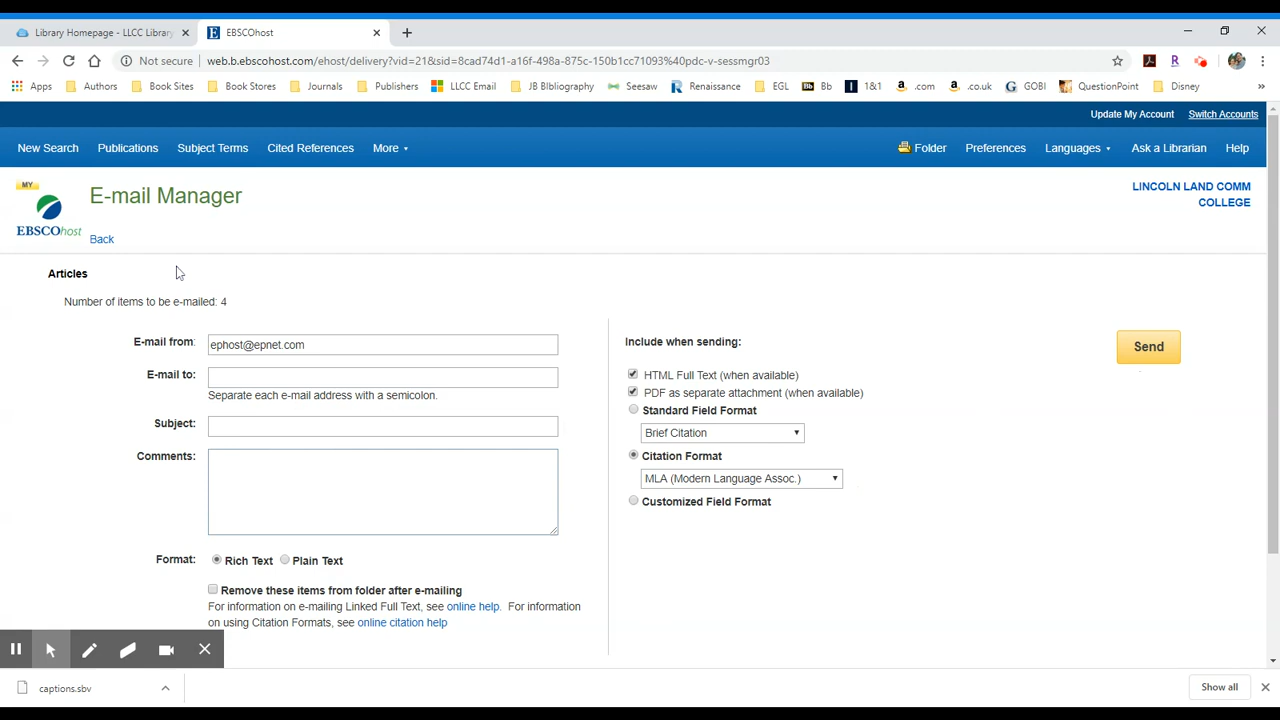 Library Homepage - LLCC Library
EBSCOhost
Not secure
web.b.ebscohost.com/ehost/delivery?vid=21&sid=cad74d1-a16f-498a-875c-150b1cc71093%40pdc-v-sessmgr03
Apps Authors Book Sites Book Stores Journals Publishers LLCC Email JB BIbliography Seesaw Renaissance EGL Bb 1&1 .com .co.uk GOBI QuestionPoint Disney »
Update My Account Switch Accounts
New Search Publications Subject Terms Cited References More Folder Preferences Languages Ask a Librarian Help
MY
EBSCOhost
E-mail Manager
Back
LINCOLN LAND COMM
COLLEGE
Articles
Number of items to be e-mailed: 4
E-mail from: ephost@epnet.com
E-mail to:
Separate each e-mail address with a semicolon.
Subject:
Comments:
Format: Rich Text Plain Text
Remove these items from folder after e-mailing
For information on e-mailing Linked Full Text, see online help. For information
on using Citation Formats, see online citation help
Include when sending:
HTML Full Text (when available)
PDF as separate attachment (when available)
Standard Field Format
Brief Citation
Citation Format
MLA (Modern Language Assoc.)
Customized Field Format
Send
captions.sbv
Show all